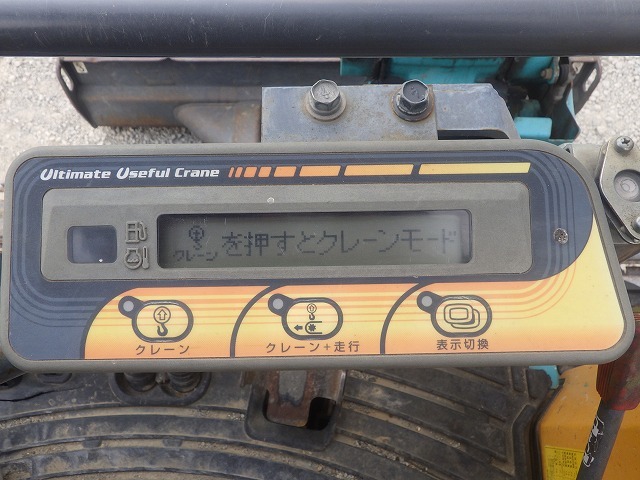 Ultimate Useful Crane
クレーン を押すとクレーンモード
クレーン
クレーン+走行
表示切換